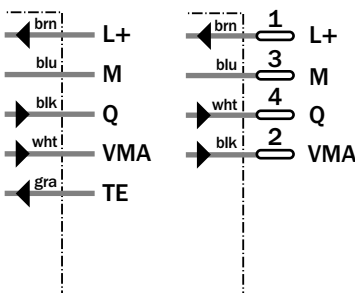 brn L+
blu M
blk Q
wht VMA
gra TE
brn 1 L+
blu 3 M
wht 4 Q
blk 2 VMA